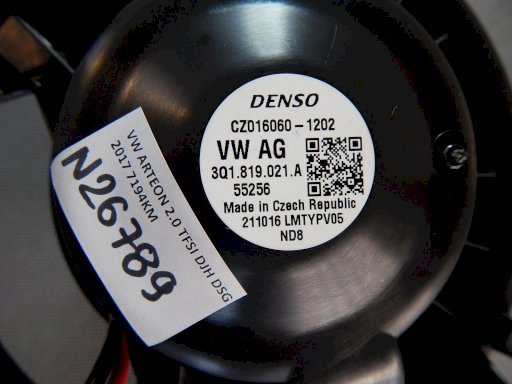 DENSO
CZ016060-1202
VW AG
3Q1.819.021.A
55256
Made in Czech Republic
211016 LMTYPV05
ND8
VW ARTEON 2.0 TFSI DJH DSG
2017 7194KM
N26789